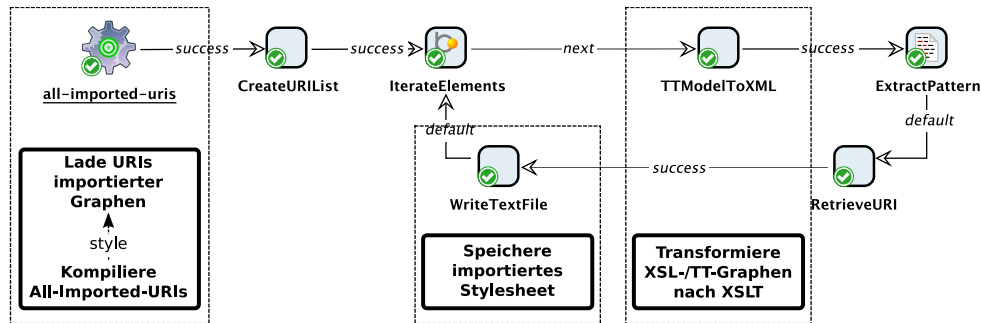 success
success
next
success
all-imported-uris
CreateURIList
IterateElements
TTModelToXML
ExtractPattern
default
default
success
WriteTextFile
RetrieveURI
Lade URIs
importierter
Graphen
style
Kompiliere
All-Imported-URIs
Speichere
importiertes
Stylesheet
Transformiere
XSL-/TT-Graphen
nach XSLT